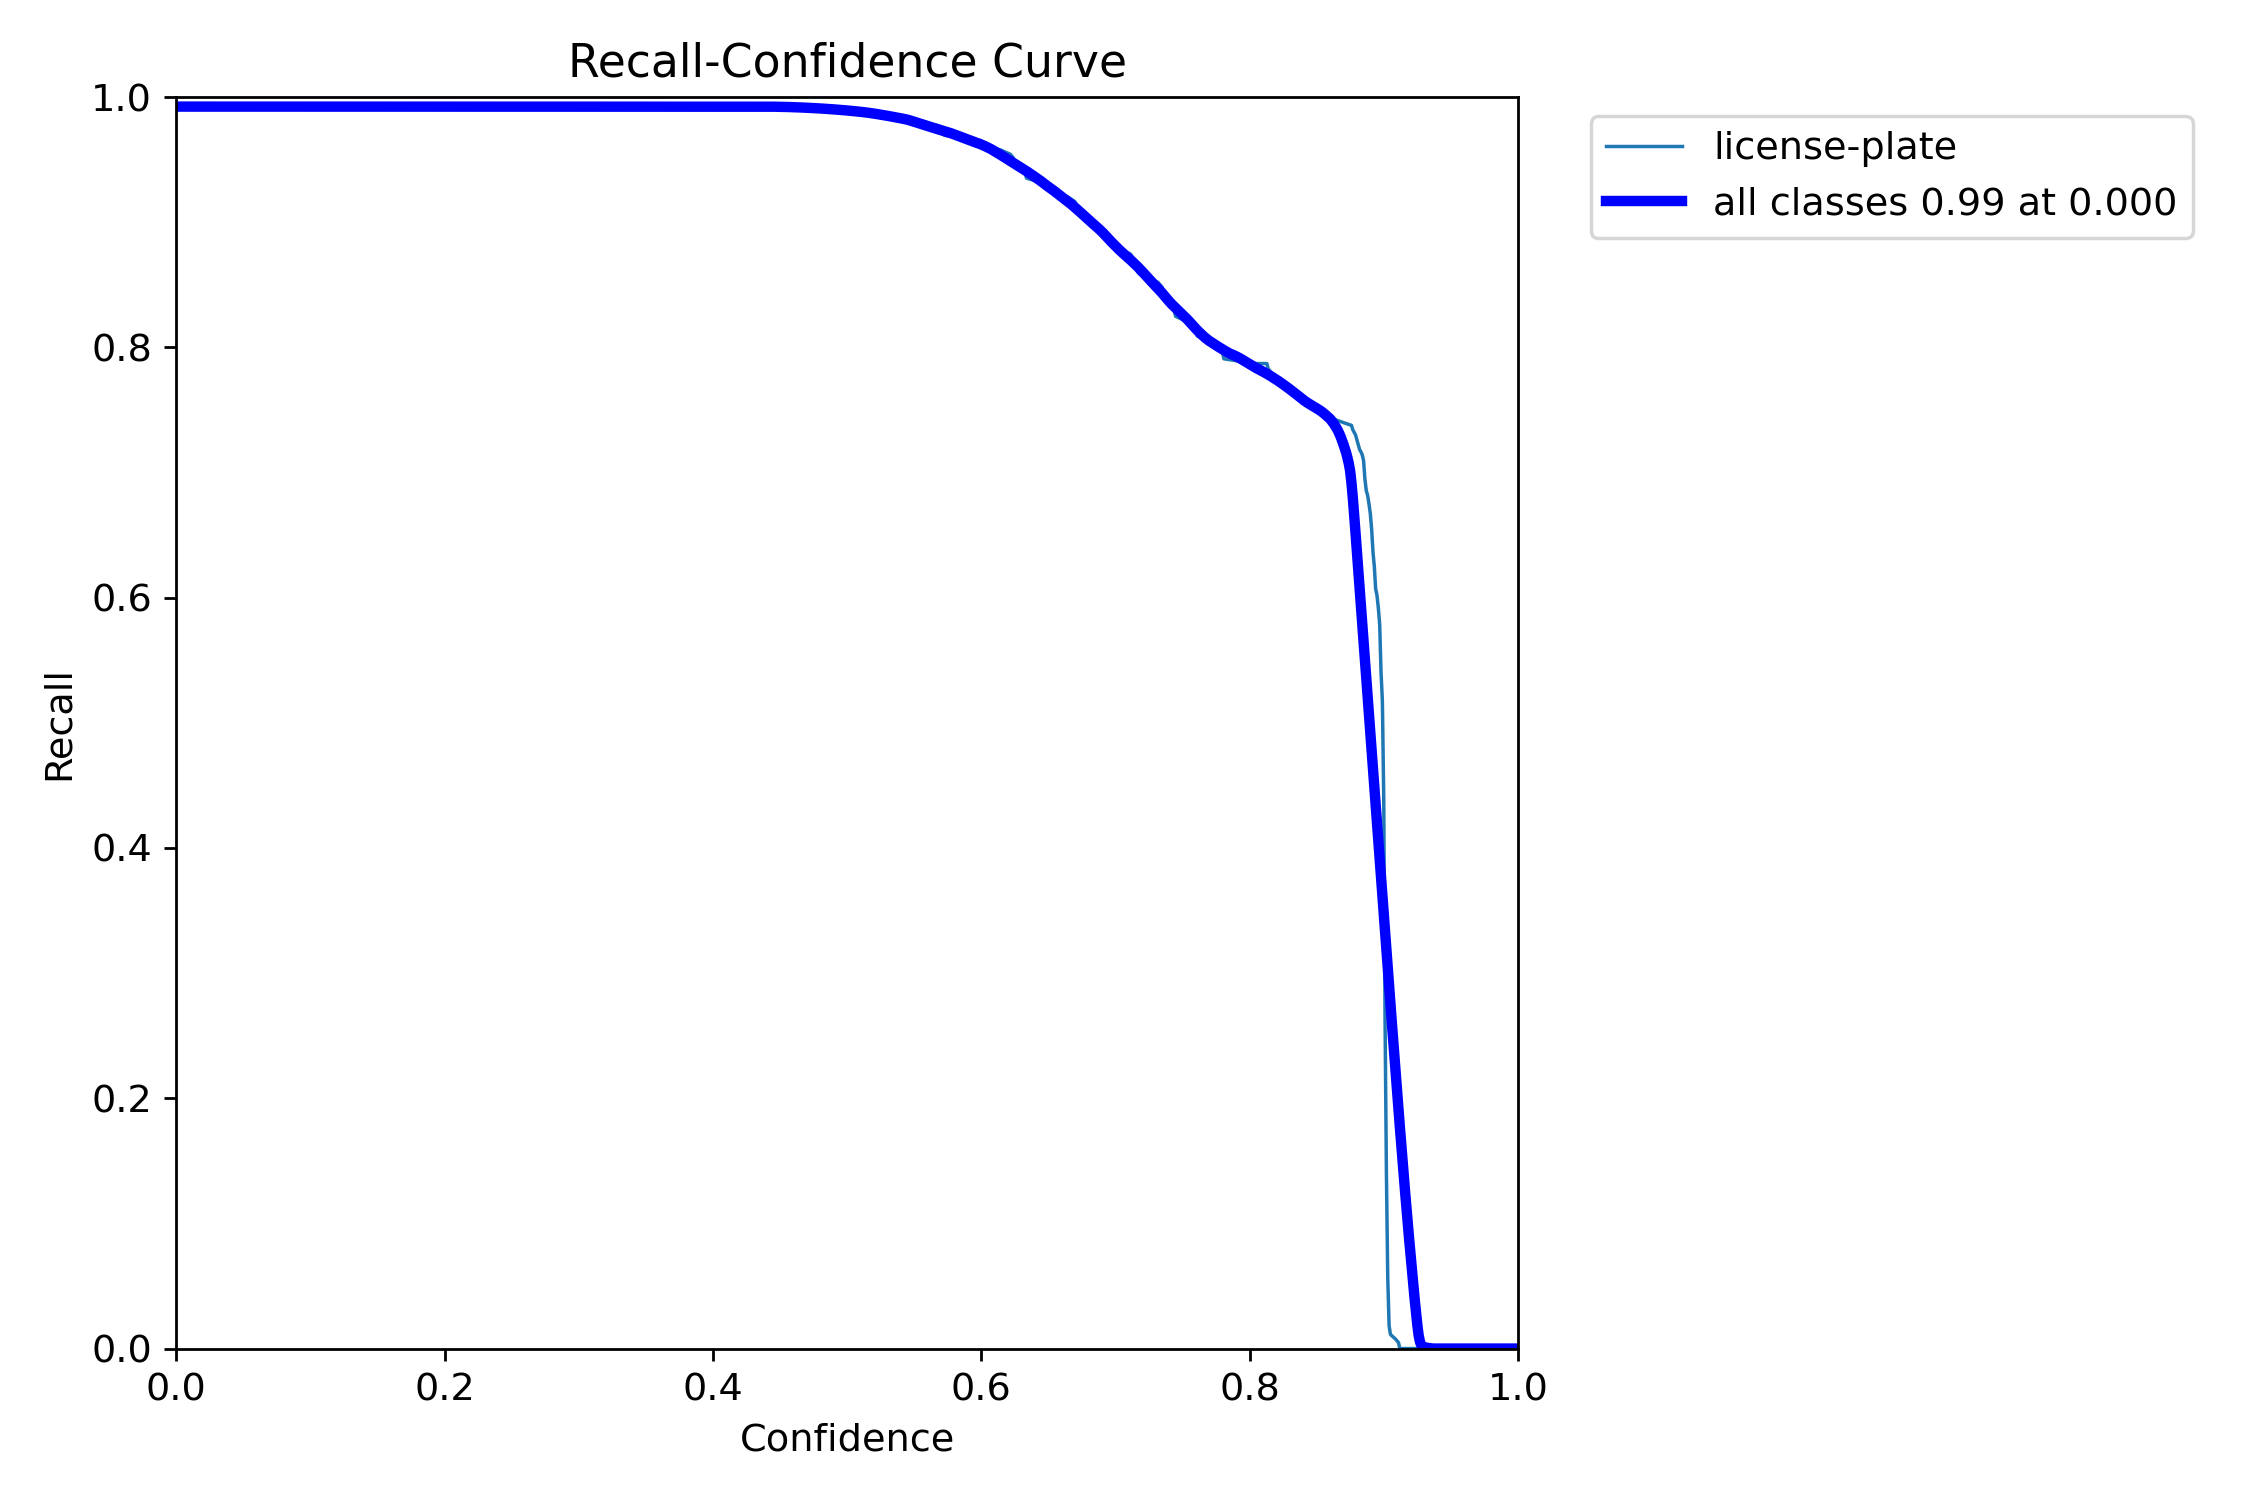 Recall-Confidence Curve
1.0
0.8
0.6
0.4
0.2
0.0
Recall
0.0 0.2 0.4 0.6 0.8 1.0
Confidence
license-plate
all classes 0.99 at 0.000